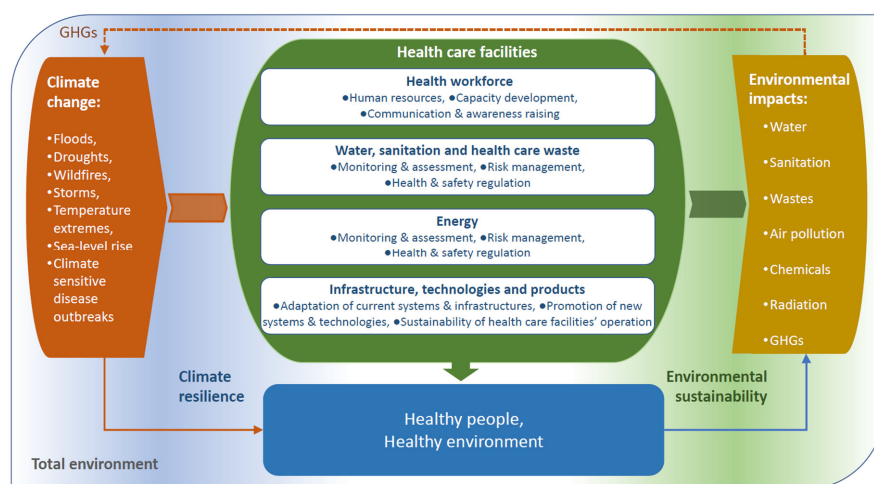 GHGs
Climate
change:
•Floods,
•Droughts,
•Wildfires,
•Storms,
•Temperature
extremes,
•Sea-level rise
•Climate
sensitive
disease
outbreaks
Health care facilities
Health workforce
●Human resources, ●Capacity development,
●Communication & awareness raising
Water, sanitation and health care waste
●Monitoring & assessment, ●Risk management,
●Health & safety regulation
Energy
●Monitoring & assessment, ●Risk management,
●Health & safety regulation
Infrastructure, technologies and products
●Adaptation of current systems & infrastructures, ●Promotion of new
systems & technologies, ●Sustainability of health care facilities’ operation
Environmental
impacts:
•Water
•Sanitation
•Wastes
•Air pollution
•Chemicals
•Radiation
•GHGs
Climate
resilience
Healthy people,
Healthy environment
Environmental
sustainability
Total environment